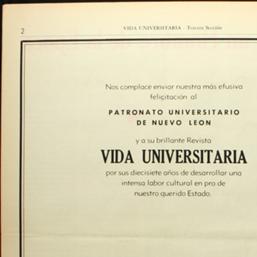 2
VIDA UNIVERSITARIA - Tercera Sección
Nos complace enviar nuestra más efusiva
felicitación al
PATRONATO UNIVERSITARIO
DE NUEVO LEON
y a su brillante Revista
VIDA UNIVERSITARIA
por sus diecisiete años de desarrollar una
intensa labor cultural en pro de
nuestro querido Estado.